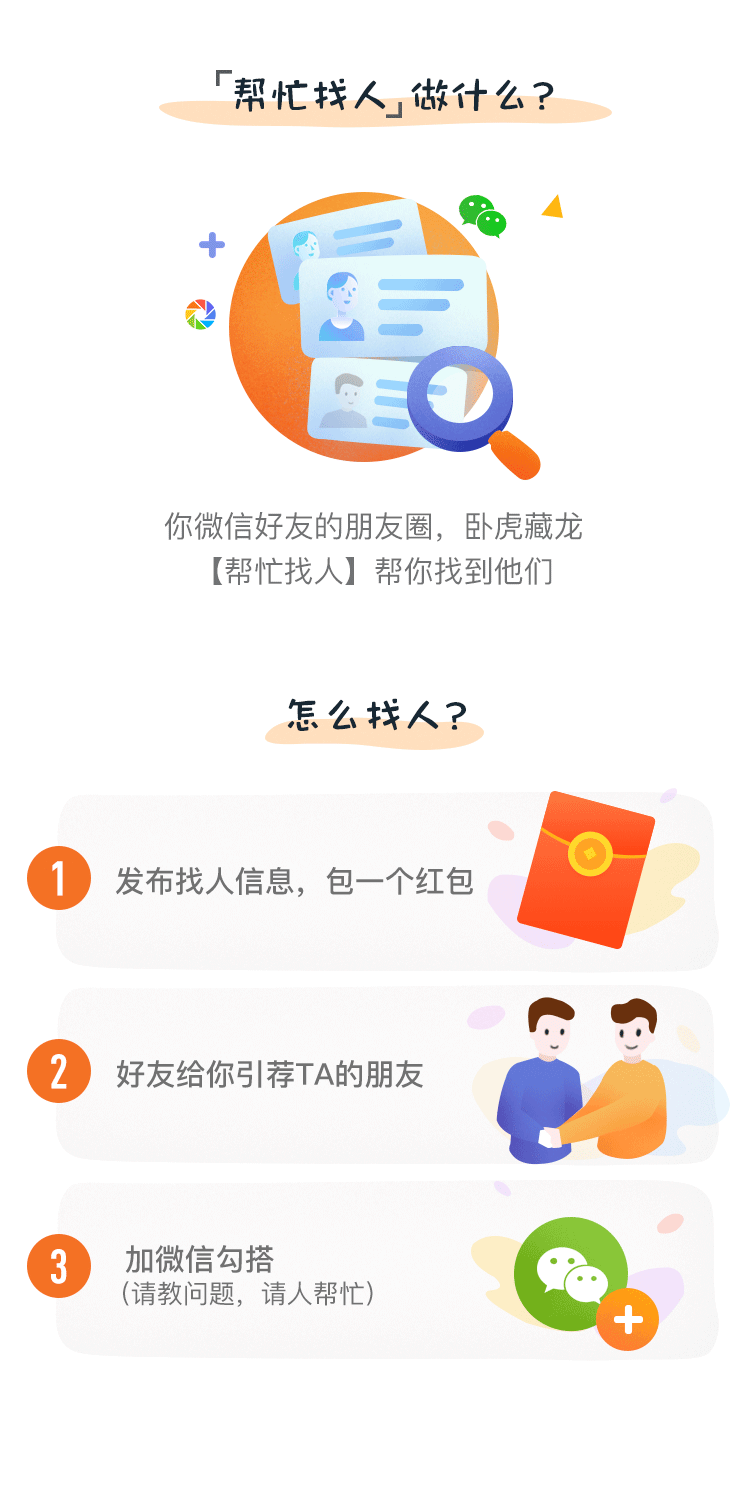 「帮忙找人」做什么?
你微信好友的朋友圈，卧虎藏龙
【帮忙找人】帮你找到他们
怎么找人?
1
发布找人信息，包一个红包
2
好友给你引荐TA的朋友
3
加微信勾搭
(请教问题，请人帮忙)